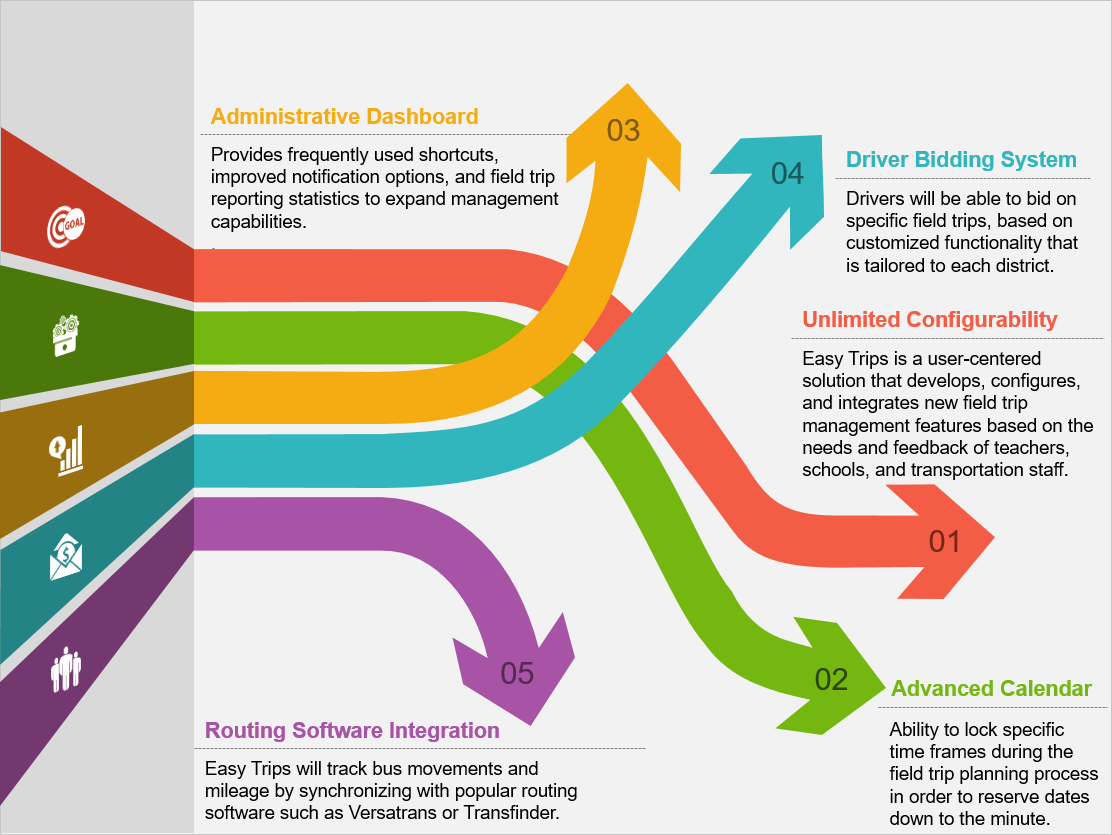 Administrative Dashboard
Provides frequently used shortcuts,
improved notification options, and field trip
reporting statistics to expand management
capabilities.
03
04
Driver Bidding System
Drivers will be able to bid on
specific field trips, based on
customized functionality that
is tailored to each district.
GOAL
Unlimited Configurability
Easy Trips is a user-centered
solution that develops, configures,
and integrates new field trip
management features based on the
needs and feedback of teachers,
schools, and transportation staff.
01
$
05
02
Advanced Calendar
Ability to lock specific
time frames during the
field trip planning process
in order to reserve dates
down to the minute.
Routing Software Integration
Easy Trips will track bus movements and
mileage by synchronizing with popular routing
software such as Versatrans or Transfinder.